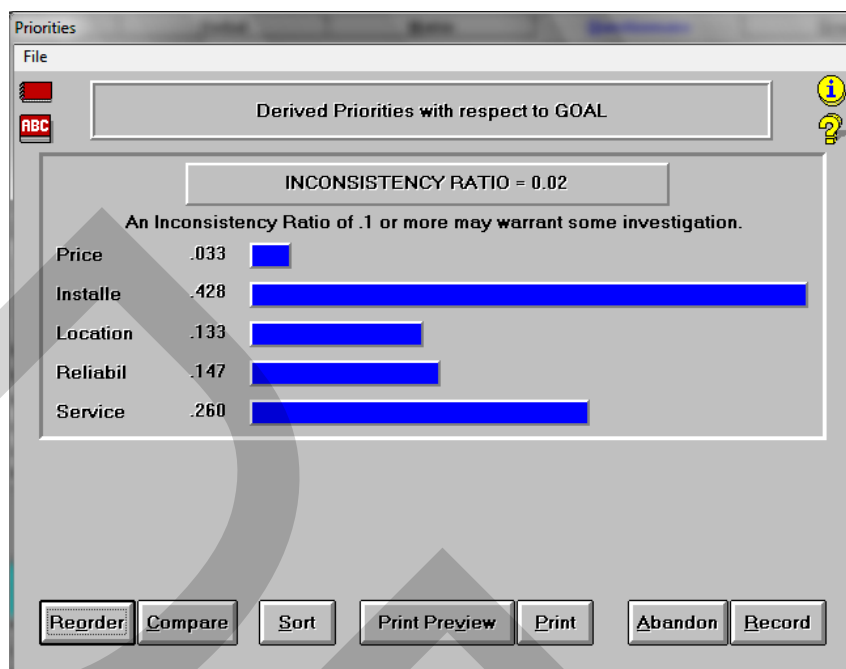 Priorities
File
ABC
i
?
Derived Priorities with respect to GOAL
INCONSISTENCY RATIO = 0.02
An Inconsistency Ratio of .1 or more may warrant some investigation.
Price .033
Installe .428
Location .133
Reliabil .147
Service .260
Reorder Compare Sort Print Preview Print Abandon Record